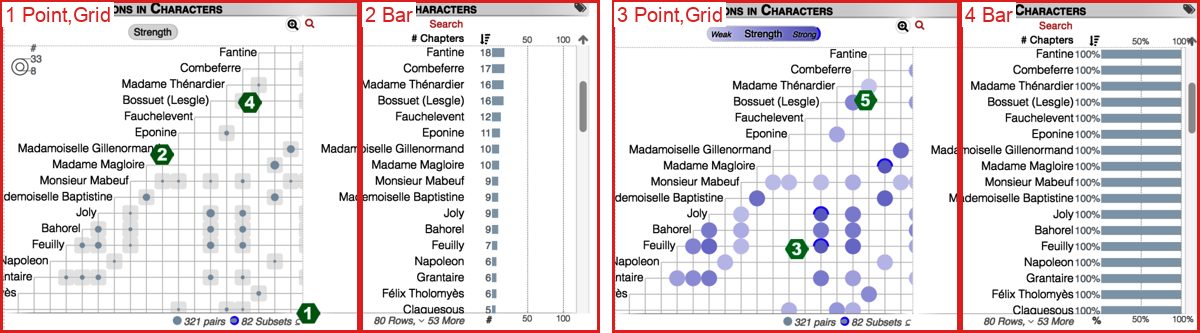 1 Point,Grid
ONS IN CHARACTERS
Strength
#
33
8
Fantine
Combeferre
Madame Thénardier
Bossuet (Lesgle)
4
Fauchelevent
Eponine
Madamoiselle Gillenormand
2
Madame Magloire
Monsieur Mabeuf
demoiselle Baptistine
Joly
Bahorel
Feuilly
Napoleon
ntaire
yès
1
321 pairs 82 Subsets
2 Bar
HARACTERS
Search
# Chapters 50 100
Fantine 18
Combeferre 17
Madame Thénardier 16
Bossuet (Lesgle) 16
Fauchelevent 12
Eponine 11
Madamoiselle Gillenormand 10
Madame Magloire 10
Monsieur Mabeuf 9
Mademoiselle Baptistine 9
Joly 9
Bahorel 9
Feuilly 7
Napoleon 6
Grantaire 6
Félix Tholomyès 6
Claquesous 5
80 Rows, 53 More # 50 100
3 Point,Grid
ONS IN CHARACTERS
Weak Strength Strong
Fantine
Combeferre
Madame Thénardier
Bossuet (Lesgle)
5
Fauchelevent
Eponine
Madamoiselle Gillenormand
Madame Magloire
Monsieur Mabeuf
demoiselle Baptistine
Joly
Bahorel
Feuilly
3
Napoleon
ntaire
ès
321 pairs 82 Subsets
4 Bar
CHARACTERS
Search
# Chapters 50% 100%
Fantine 100%
Combeferre 100%
Madame Thénardier 100%
Bossuet (Lesgle) 100%
Fauchelevent 100%
Eponine 100%
Madamoiselle Gillenormand 100%
Madame Magloire 100%
Monsieur Mabeuf 100%
Mademoiselle Baptistine 100%
Joly 100%
Bahorel 100%
Feuilly 100%
Napoleon 100%
Grantaire 100%
Félix Tholomyès 100%
Claquesous 100%
80 Rows, 53 More % 50% 100%